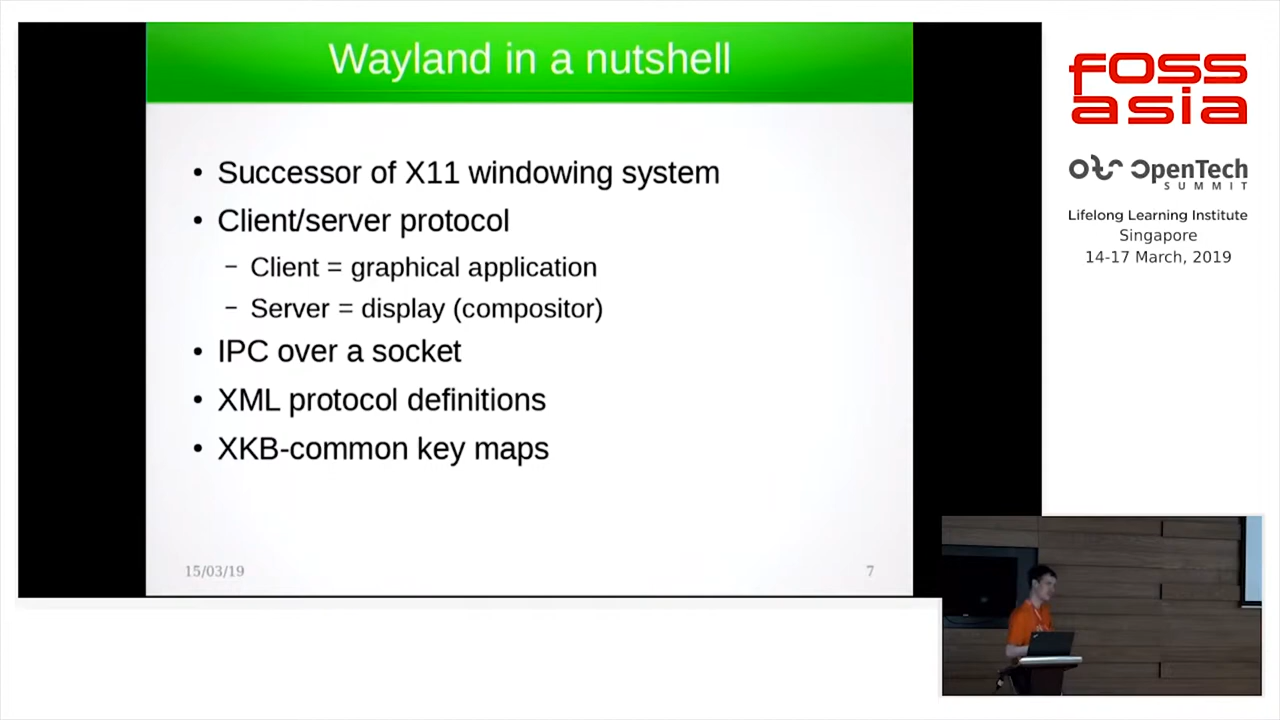 Wayland in a nutshell
• Successor of X11 windowing system
• Client/server protocol
– Client = graphical application
– Server = display (compositor)
• IPC over a socket
• XML protocol definitions
• XKB-common key maps
15/03/19
7
FOSS
asia
OpenTech
SUMMIT
Lifelong Learning Institute
Singapore
14-17 March, 2019